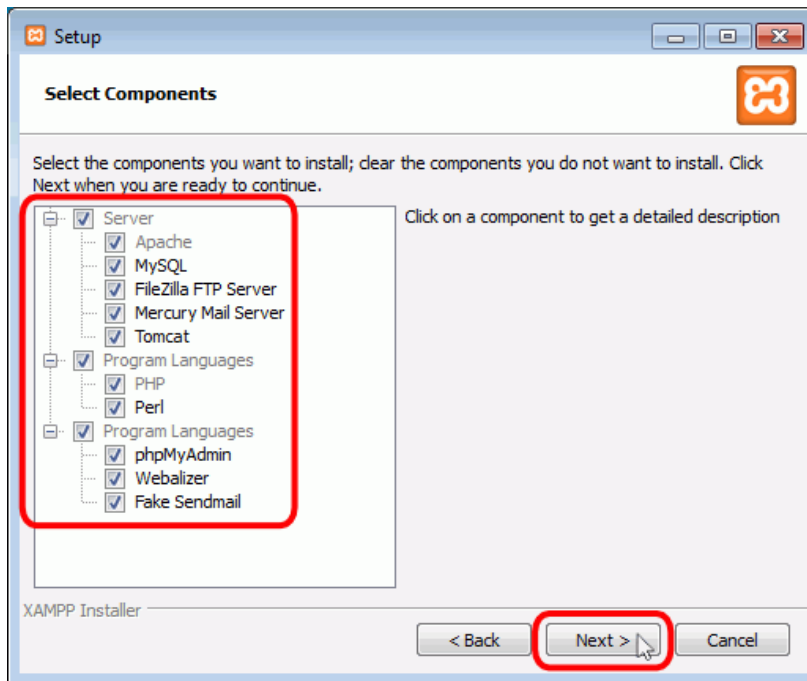 Setup
Select Components
Select the components you want to install; clear the components you do not want to install. Click
Next when you are ready to continue.
Server
Apache
MySQL
FileZilla FTP Server
Mercury Mail Server
Tomcat
Program Languages
PHP
Perl
Program Languages
phpMyAdmin
Webalizer
Fake Sendmail
Click on a component to get a detailed description
XAMPP Installer
< Back
Next >
Cancel